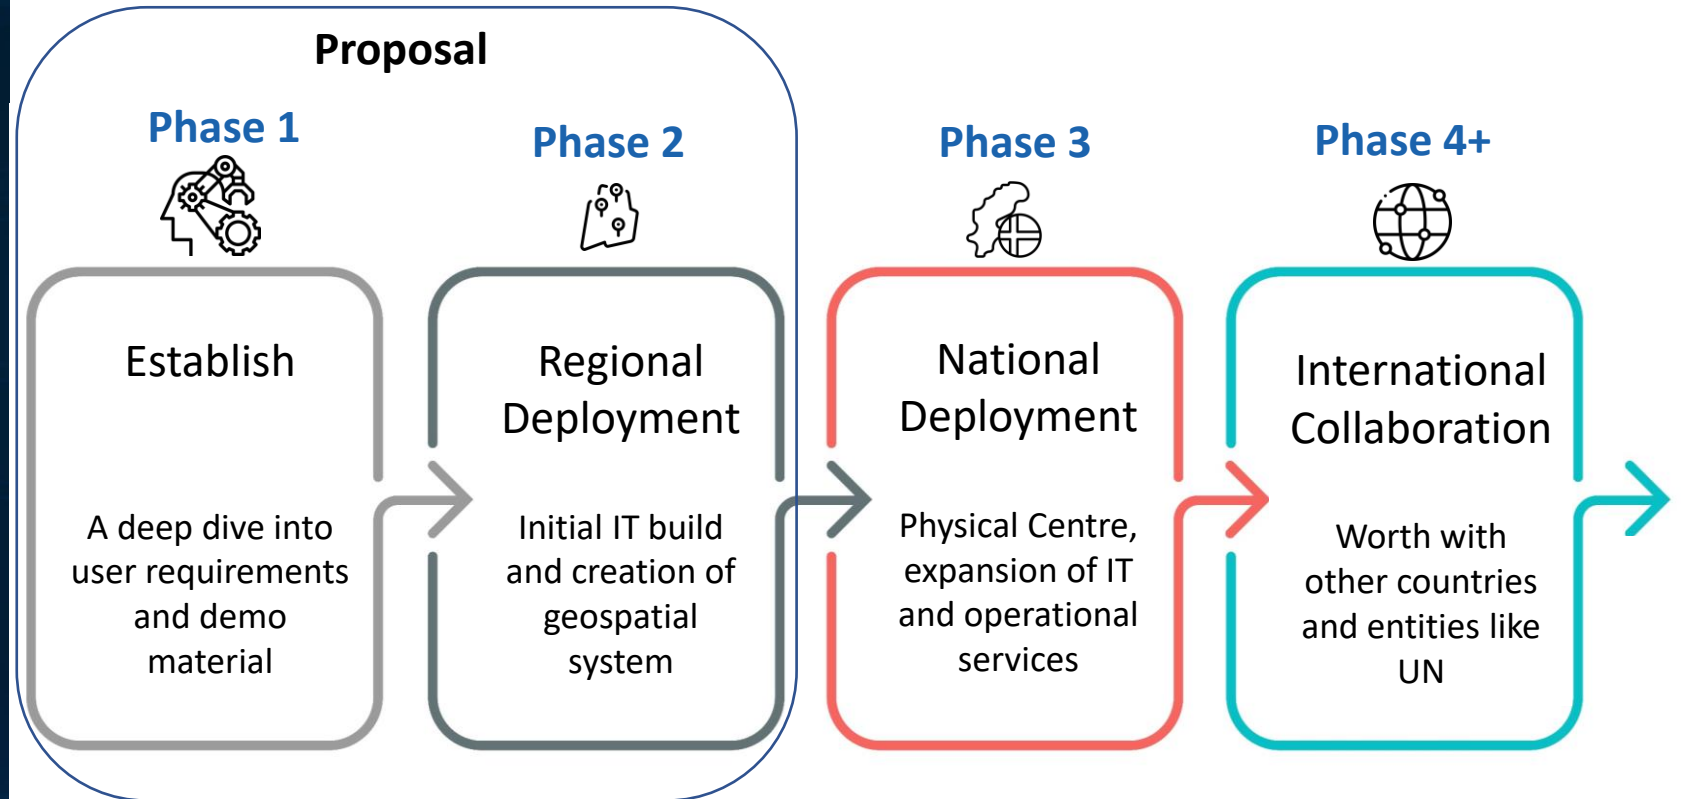 Proposal
Phase 1
Phase 2
Phase 3
Phase 4+
Establish
A deep dive into
user requirements
and demo
material
Regional
Deployment
Initial IT build
and creation of
geospatial
system
National
Deployment
Physical Centre,
expansion of IT
and operational
services
International
Collaboration
Worth with
other countries
and entities like
UN